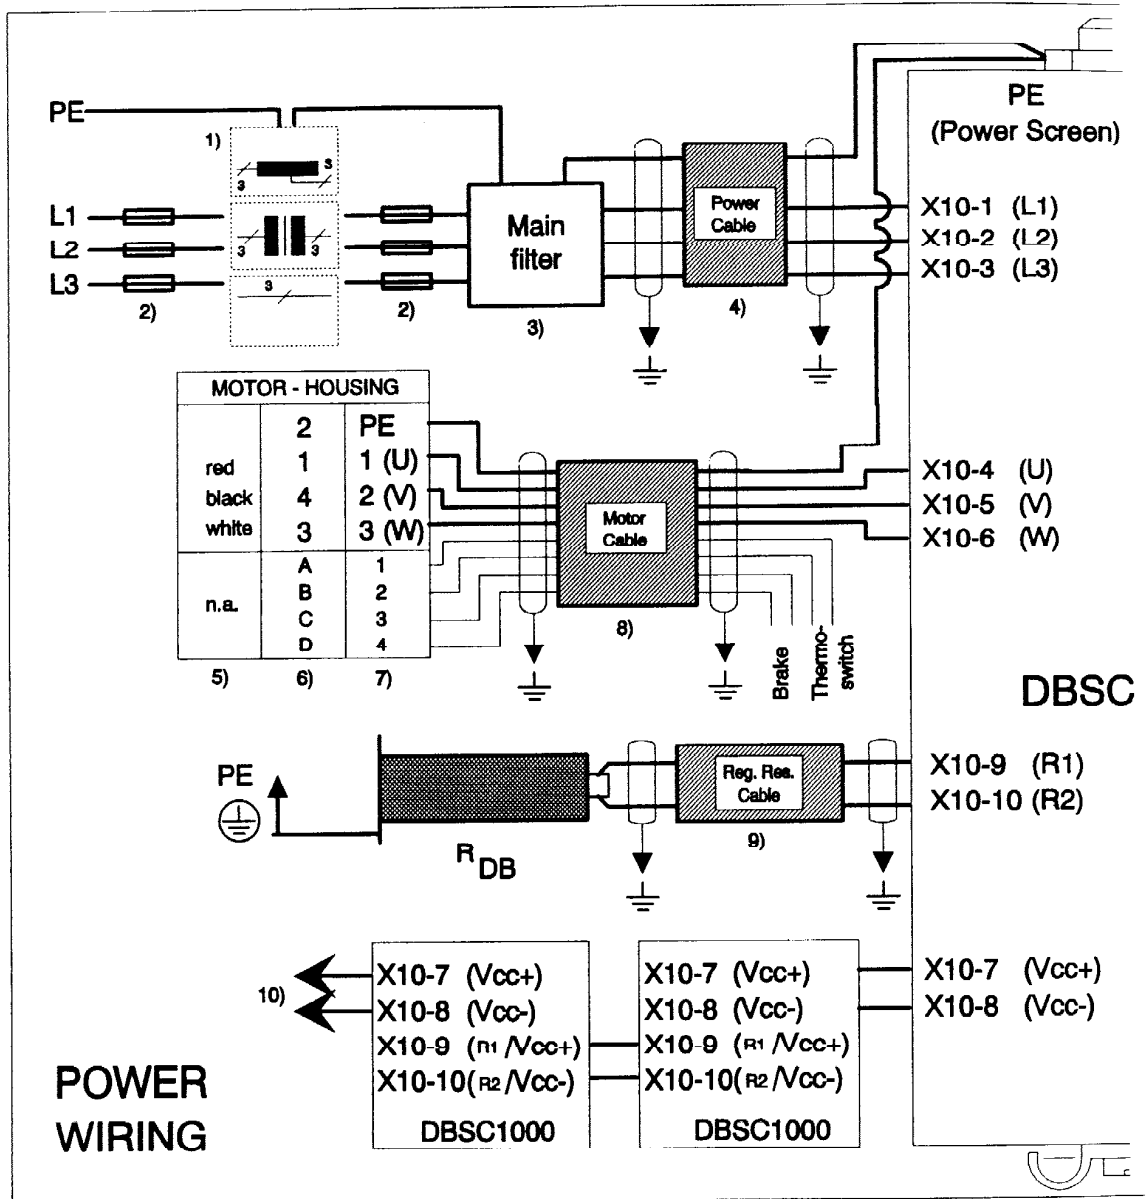 PE
1)
3
3
L1
L2
L3
3
3
3
2)
2)
Main
filter
3)
Power
Cable
4)
PE
(Power Screen)
X10-1 (L1)
X10-2 (L2)
X10-3 (L3)
MOTOR - HOUSING
2 PE
red 1 1 (U)
black 4 2 (V)
white 3 3 (W)
n.a.
A 1
B 2
C 3
D 4
5) 6) 7)
Motor
Cable
8)
Brake
Thermo-
switch
X10-4 (U)
X10-5 (V)
X10-6 (W)
DBSC
PE
R DB
Reg. Res.
Cable
9)
X10-9 (R1)
X10-10 (R2)
10)
X10-7 (Vcc+)
X10-8 (Vcc-)
X10-9 (R1/Vcc+)
X10-10(R2/Vcc-)
DBSC1000
X10-7 (Vcc+)
X10-8 (Vcc-)
X10-9 (R1/Vcc+)
X10-10(R2/Vcc-)
DBSC1000
X10-7 (Vcc+)
X10-8 (Vcc-)
POWER
WIRING